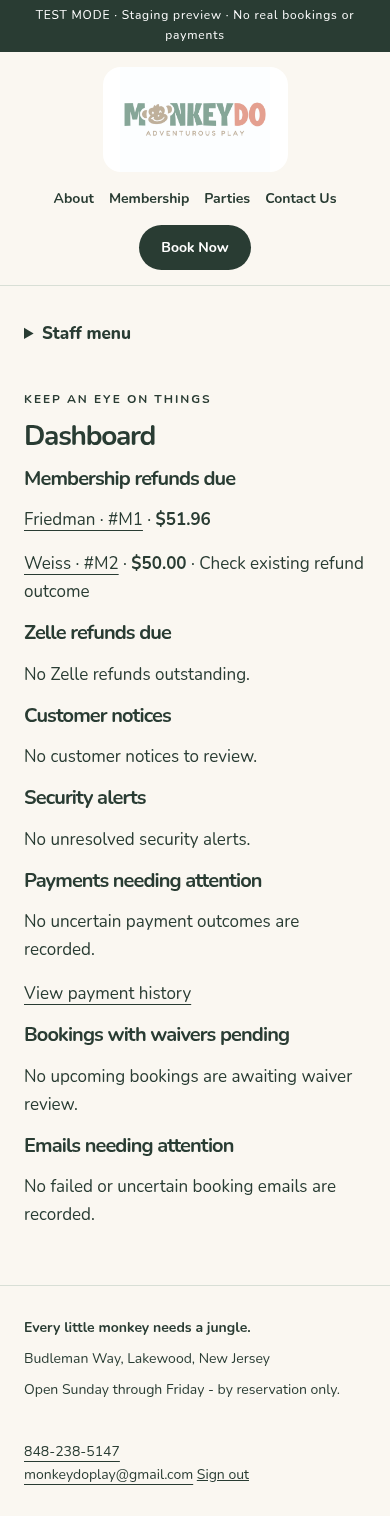 TEST MODE · Staging preview · No real bookings or
payments
MONKEYDO
ADVENTUROUS PLAY
About Membership Parties Contact Us
Book Now
▶ Staff menu
KEEP AN EYE ON THINGS
Dashboard
Membership refunds due
Friedman · #M1 · $51.96
Weiss · #M2 · $50.00 · Check existing refund
outcome
Zelle refunds due
No Zelle refunds outstanding.
Customer notices
No customer notices to review.
Security alerts
No unresolved security alerts.
Payments needing attention
No uncertain payment outcomes are
recorded.
View payment history
Bookings with waivers pending
No upcoming bookings are awaiting waiver
review.
Emails needing attention
No failed or uncertain booking emails are
recorded.
Every little monkey needs a jungle.
Budleman Way, Lakewood, New Jersey
Open Sunday through Friday - by reservation only.
848-238-5147
monkeydoplay@gmail.com Sign out